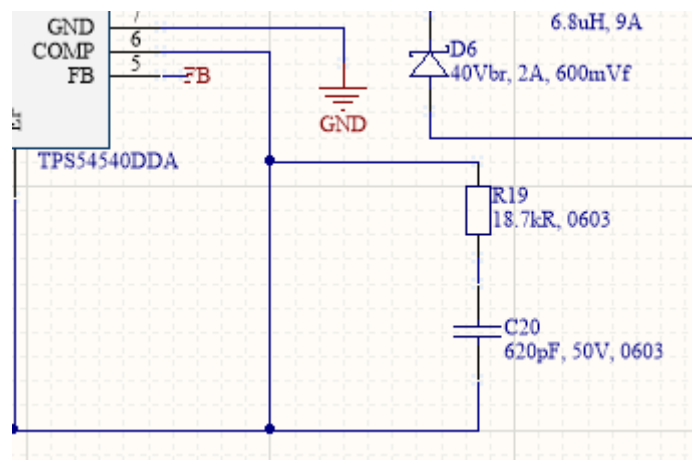 GND
7
6.8uH, 9A
COMP
6
D6
FB
5
FB
40Vbr, 2A, 600mVf
GND
TPS54540DDA
R19
18.7kR, 0603
C20
620pF, 50V, 0603